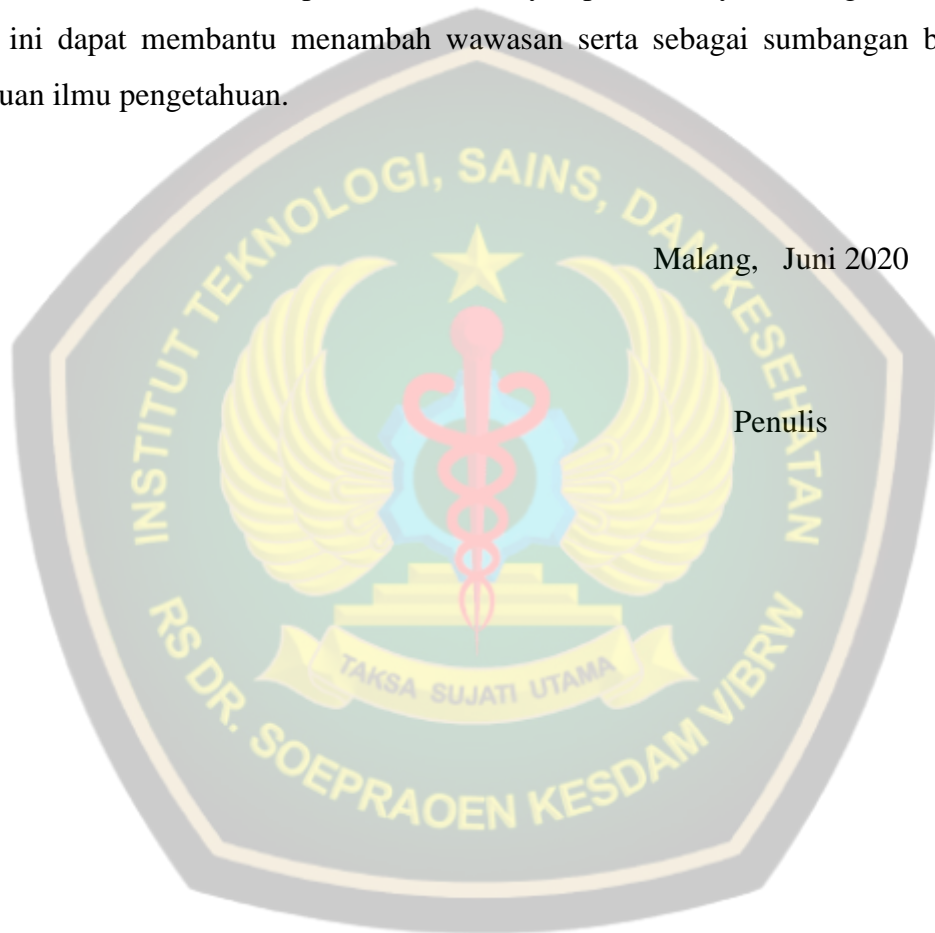 ini dapat membantu menambah wawasan serta sebagai sumbangan
uan ilmu pengetahuan.
Malang, Juni 2020
Penulis
INSTITUT TEKNOLOGI, SAINS, DAN KESEHATAN
TAKSA SUJATI UTAMA
RS DR. SOEPRAOEN KESDAM V/BRW